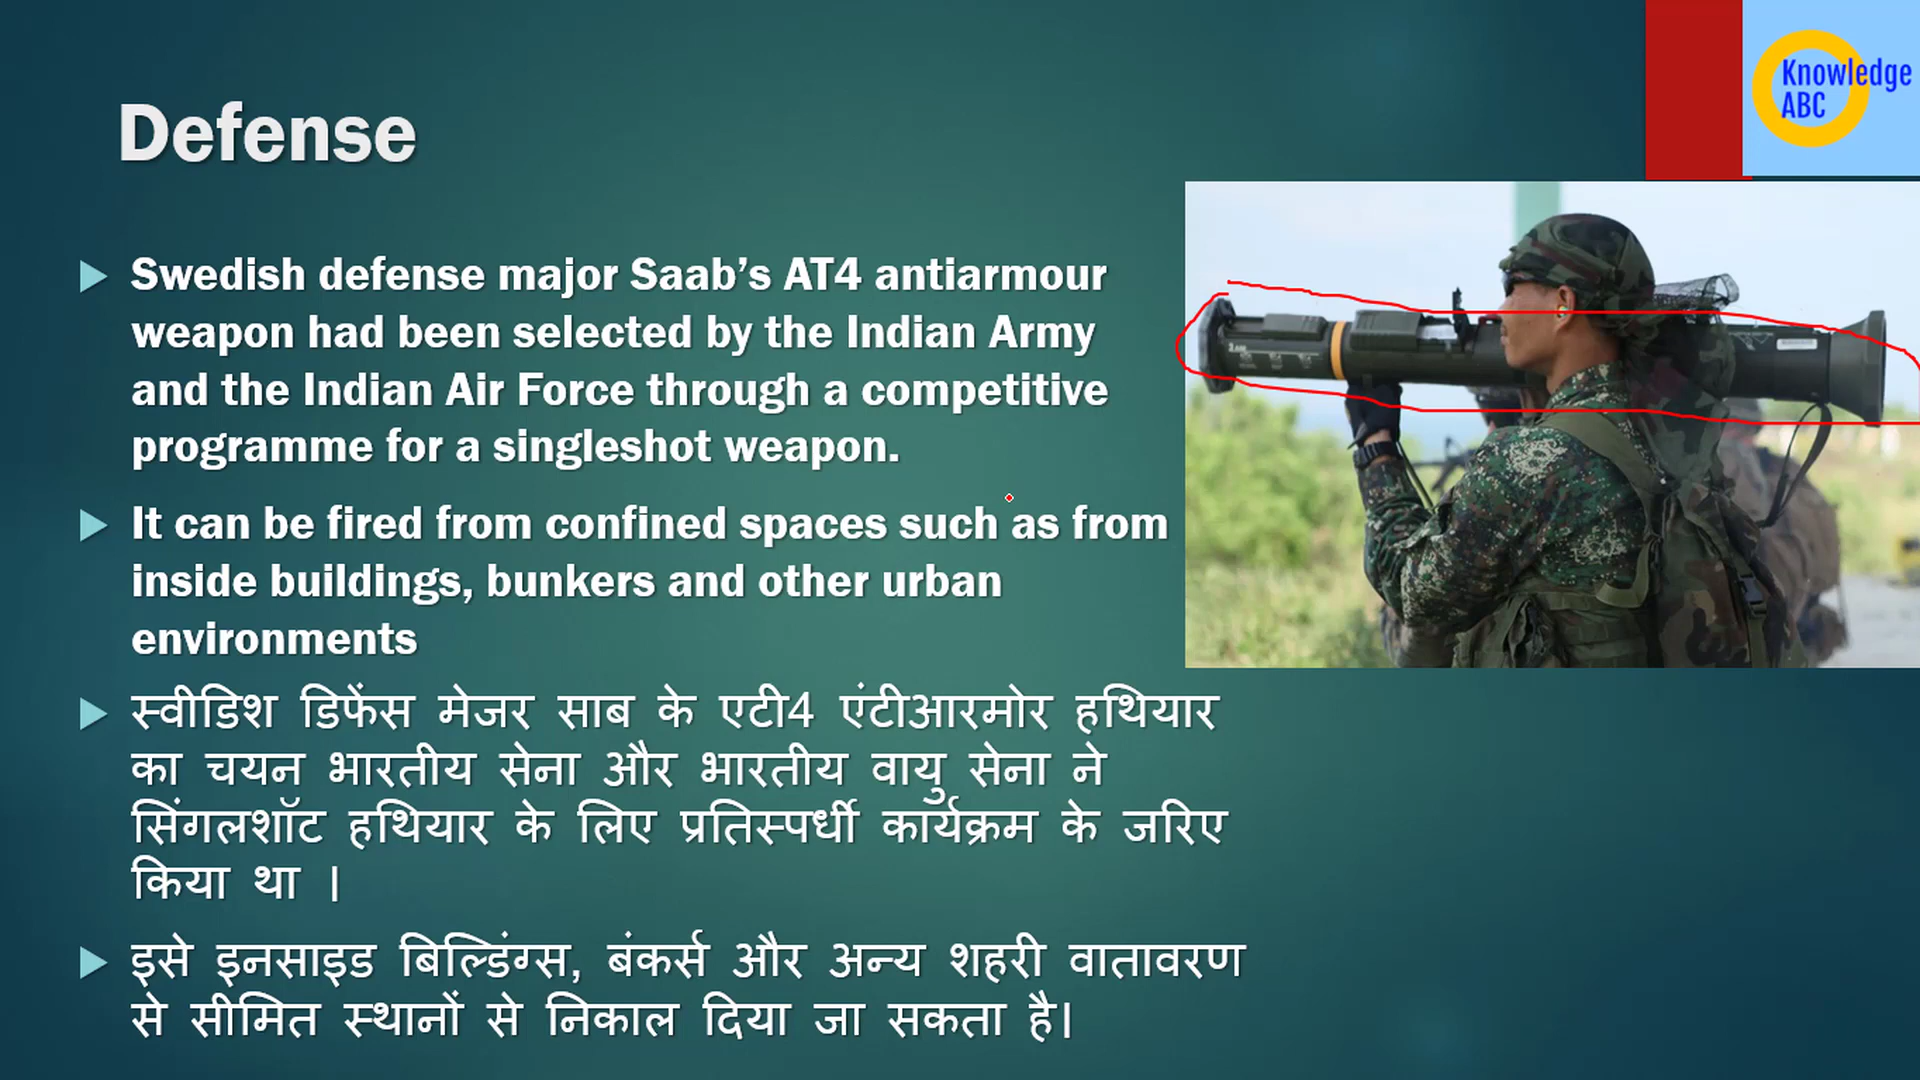 Knowledge
ABC
Defense
Swedish defense major Saab’s AT4 antiarmour
weapon had been selected by the Indian Army
and the Indian Air Force through a competitive
programme for a singleshot weapon.
It can be fired from confined spaces such as from
inside buildings, bunkers and other urban
environments
स्वीडिश डिफेंस मेजर साब के एटी4 एंटीआरमोर हथियार
का चयन भारतीय सेना और भारतीय वायु सेना ने
सिंगलशॉट हथियार के लिए प्रतिस्पर्धी कार्यक्रम के जरिए
किया था ।
इसे इनसाइड बिल्डिंग्स, बंकर्स और अन्य शहरी वातावरण
से सीमित स्थानों से निकाल दिया जा सकता है।